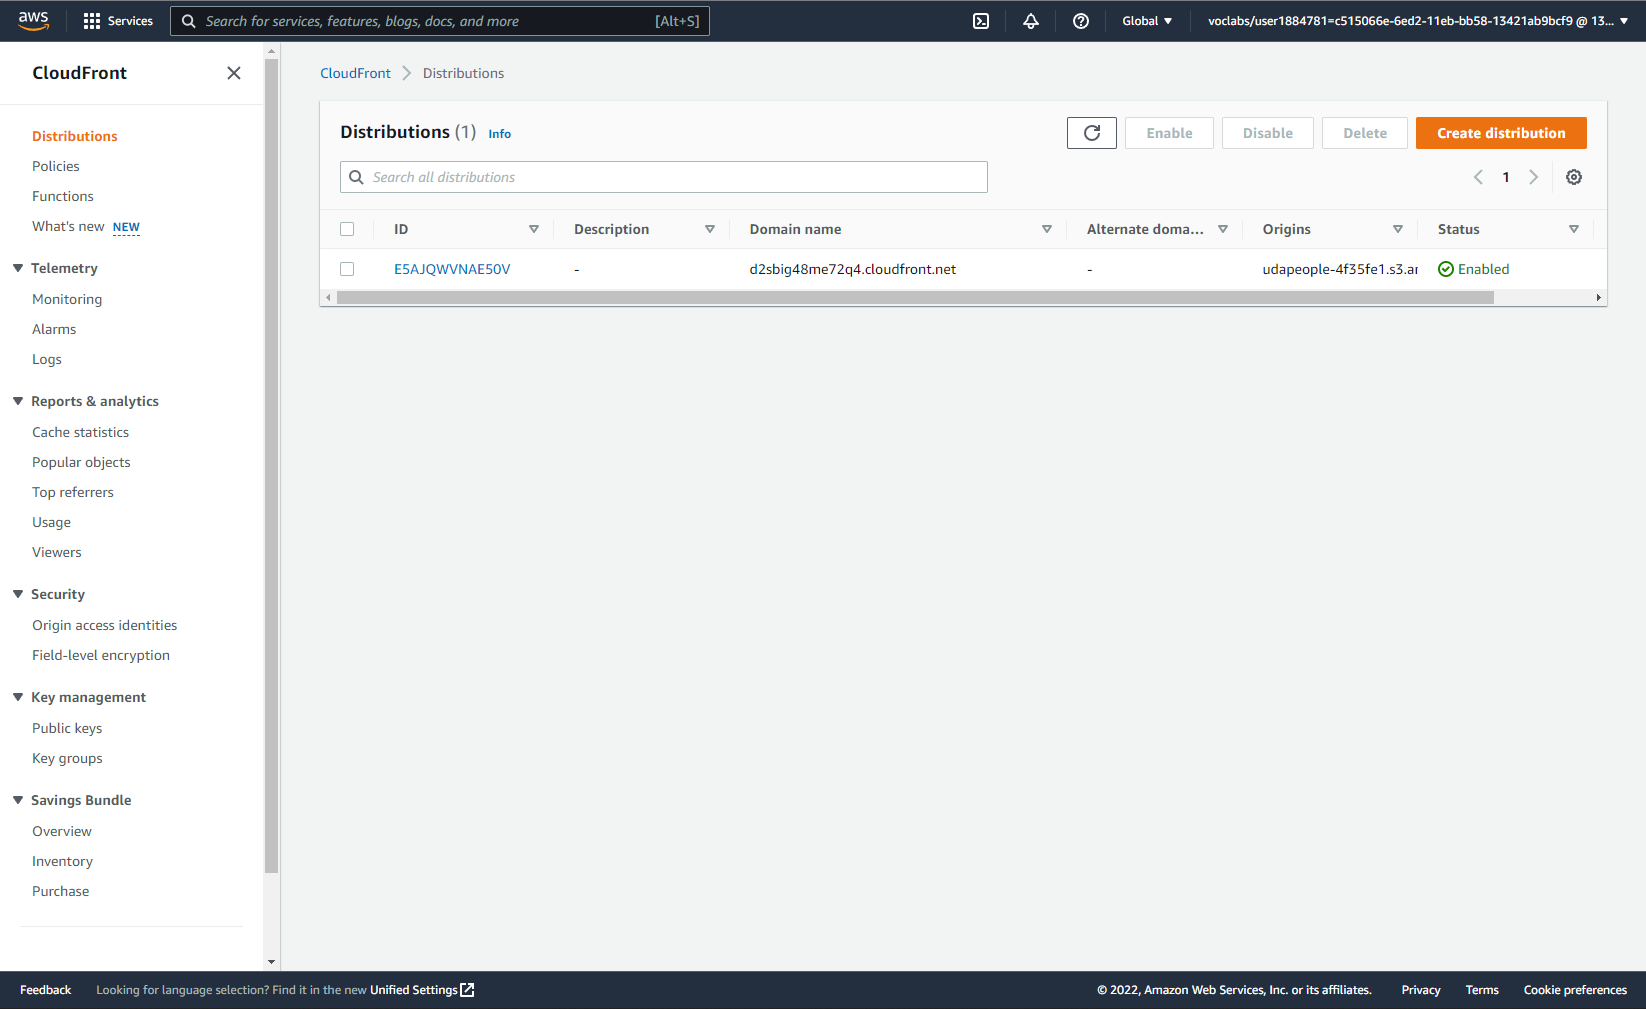 aws
Services
Search for services, features, blogs, docs, and more
[Alt+S]
Global
voclabs/user1884781=c515066e-6ed2-11eb-bb58-13421ab9bcf9 @ 13...
CloudFront
Distributions
Policies
Functions
What's new NEW
Telemetry
Monitoring
Alarms
Logs
Reports & analytics
Cache statistics
Popular objects
Top referrers
Usage
Viewers
Security
Origin access identities
Field-level encryption
Key management
Public keys
Key groups
Savings Bundle
Overview
Inventory
Purchase
CloudFront
Distributions
Distributions (1) Info
Enable
Disable
Delete
Create distribution
Search all distributions
1
ID
Description
Domain name
Alternate doma...
Origins
Status
E5AJQWVNAE50V
-
d2sbig48me72q4.cloudfront.net
-
udapeople-4f35fe1.s3.ar
Enabled
Feedback
Looking for language selection? Find it in the new Unified Settings
© 2022, Amazon Web Services, Inc. or its affiliates.
Privacy
Terms
Cookie preferences